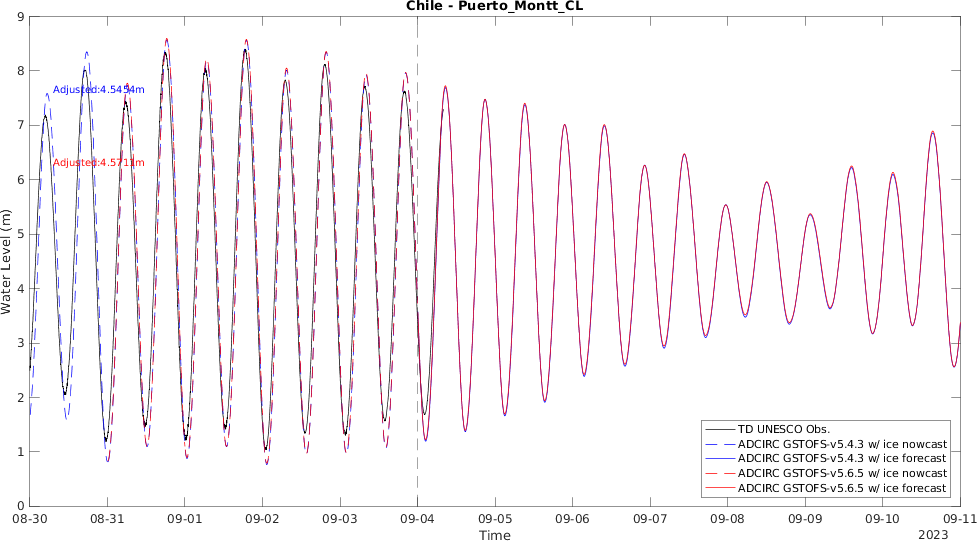 Chile - Puerto_Montt_CL
9
8
7
6
5
4
3
2
1
0
Water Level (m)
Adjusted:4.5454m
Adjusted:4.5711m
TD UNESCO Obs.
ADCIRC GSTOFS-v5.4.3 w/ ice nowcast
ADCIRC GSTOFS-v5.4.3 w/ ice forecast
ADCIRC GSTOFS-v5.6.5 w/ ice nowcast
ADCIRC GSTOFS-v5.6.5 w/ ice forecast
08-30 08-31 09-01 09-02 09-03 09-04 09-05 09-06 09-07 09-08 09-09 09-10 09-11
Time
2023